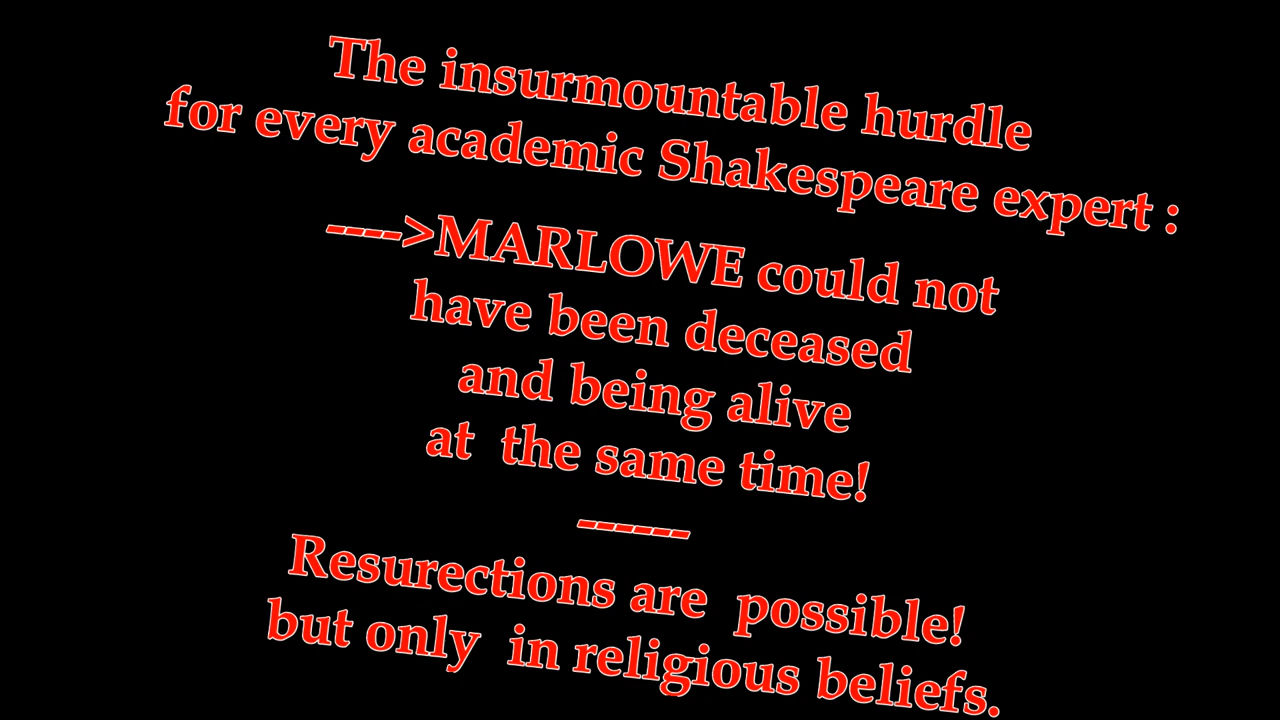 The insurmountable hurdle
for every academic Shakespeare expert :
---->MARLOWE could not
have been deceased
and being alive
at  the same time!
------
Resurections are  possible!
but only  in religious beliefs.